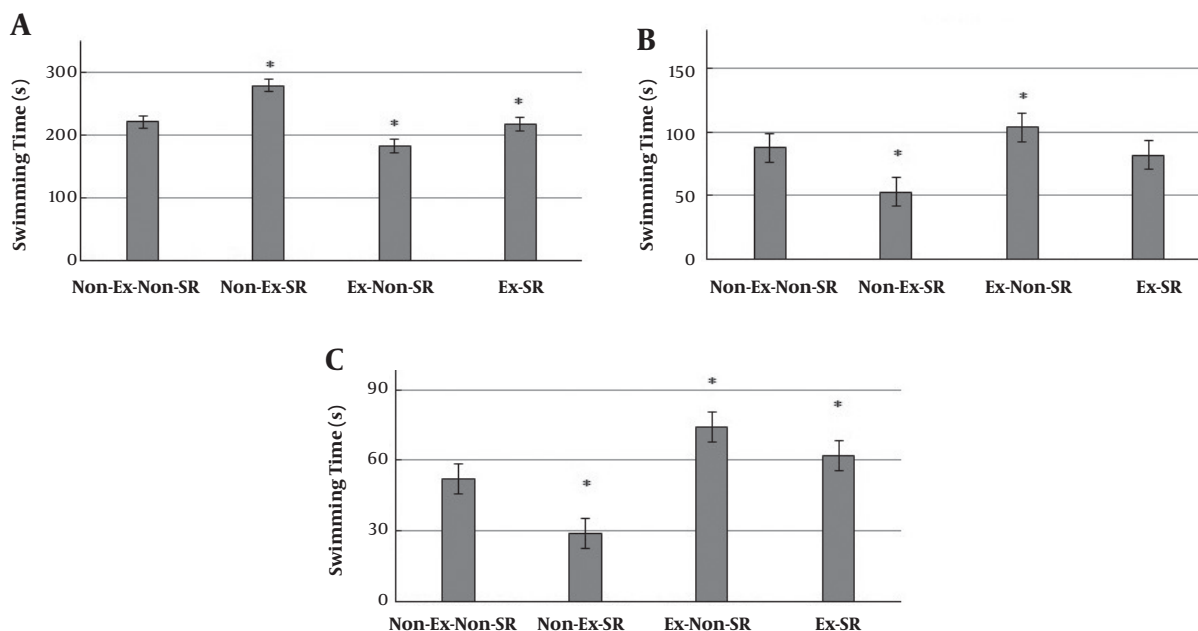 A
Swimming Time (s)
300
200
100
0
*
*
*
Non-Ex-Non-SR Non-Ex-SR Ex-Non-SR Ex-SR
B
Swimming Time (s)
150
100
50
0
*
*
Non-Ex-Non-SR Non-Ex-SR Ex-Non-SR Ex-SR
C
Swimming Time (s)
90
60
30
0
*
*
*
Non-Ex-Non-SR Non-Ex-SR Ex-Non-SR Ex-SR